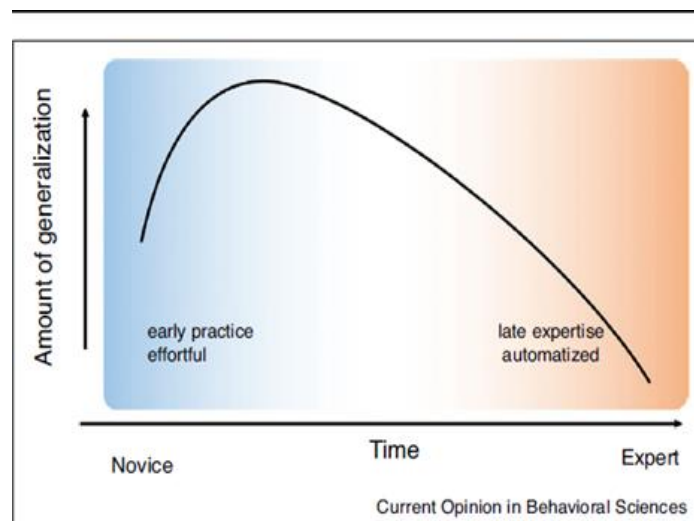 Amount of generalization
early practice
effortful
late expertise
automatized
Novice
Time
Expert
Current Opinion in Behavioral Sciences